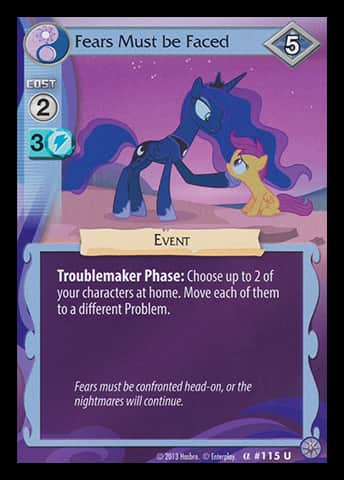 Fears Must be Faced
5
COST
2
3
EVENT
Troublemaker Phase: Choose up to 2 of
your characters at home. Move each of them
to a different Problem.
Fears must be confronted head-on, or the
nightmares will continue.
© 2013 Hasbro. © Enterplay. α #115 U